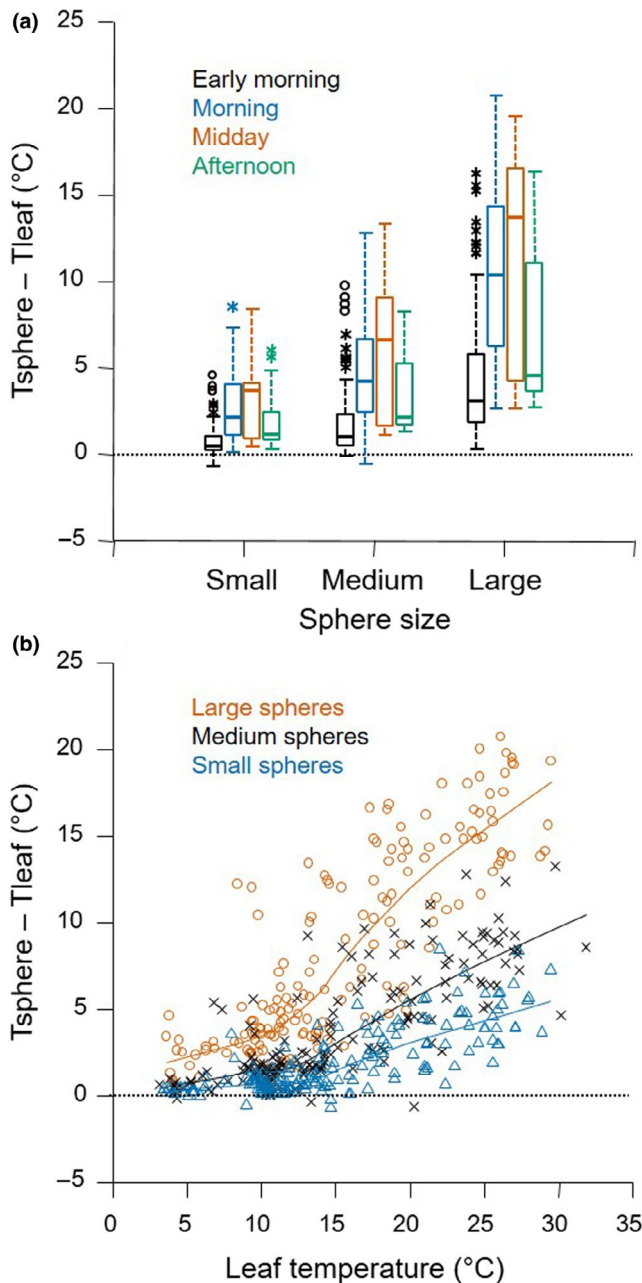 (a)
25
20
15
10
5
0
–5
Tsphere – Tleaf (°C)
Early morning
Morning
Midday
Afternoon
Small Medium Large
Sphere size
(b)
25
20
15
10
5
0
–5
Tsphere – Tleaf (°C)
Large spheres
Medium spheres
Small spheres
0 5 10 15 20 25 30 35
Leaf temperature (°C)